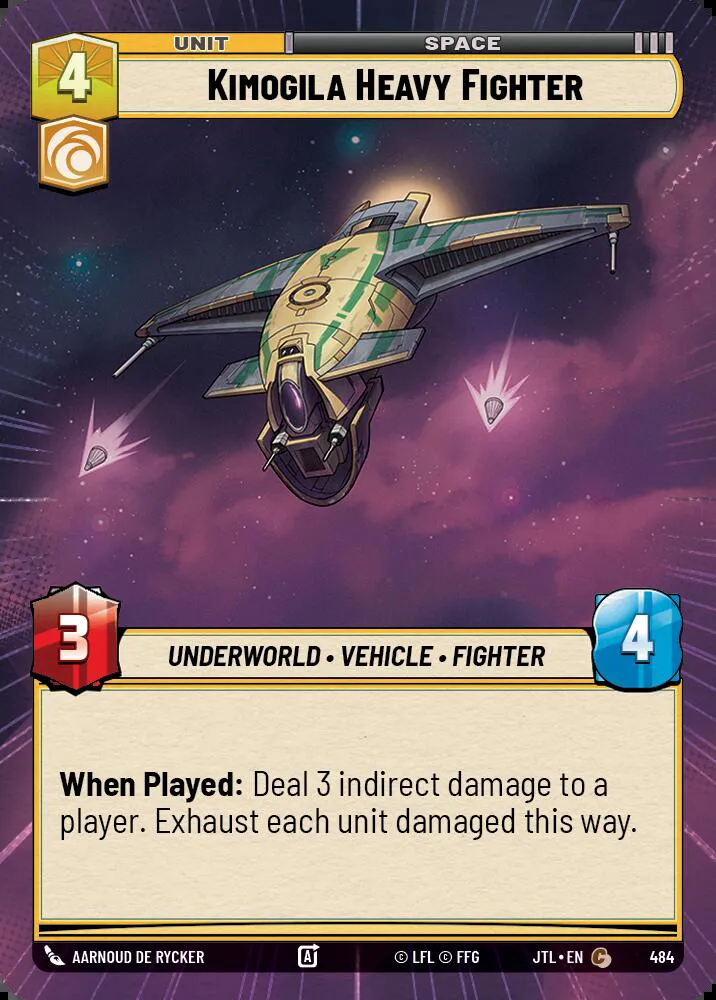 UNIT
SPACE
4
KIMOGILA HEAVY FIGHTER
3
UNDERWORLD • VEHICLE • FIGHTER
4
When Played: Deal 3 indirect damage to a
player. Exhaust each unit damaged this way.
AARNOUD DE RYCKER
A
© LFL © FFG
JTL • EN
C
484